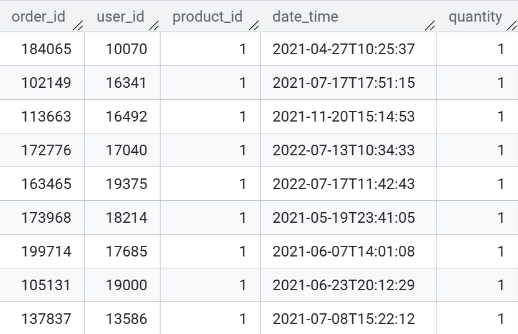 order_id user_id product_id date_time quantity
184065 10070 1 2021-04-27T10:25:37 1
102149 16341 1 2021-07-17T17:51:15 1
113663 16492 1 2021-11-20T15:14:53 1
172776 17040 1 2022-07-13T10:34:33 1
163465 19375 1 2022-07-17T11:42:43 1
173968 18214 1 2021-05-19T23:41:05 1
199714 17685 1 2021-06-07T14:01:08 1
105131 19000 1 2021-06-23T20:12:29 1
137837 13586 1 2021-07-08T15:22:12 1